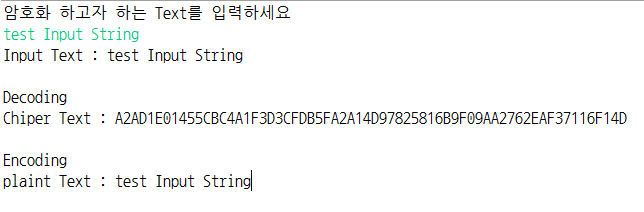 암호화 하고자 하는 Text를 입력하세요
test Input String
Input Text : test Input String
Decoding
Chiper Text : A2AD1E01455CBC4A1F3D3CFDB5FA2A14D97825816B9F09AA2762EAF37116F14D
Encoding
plaint Text : test Input String